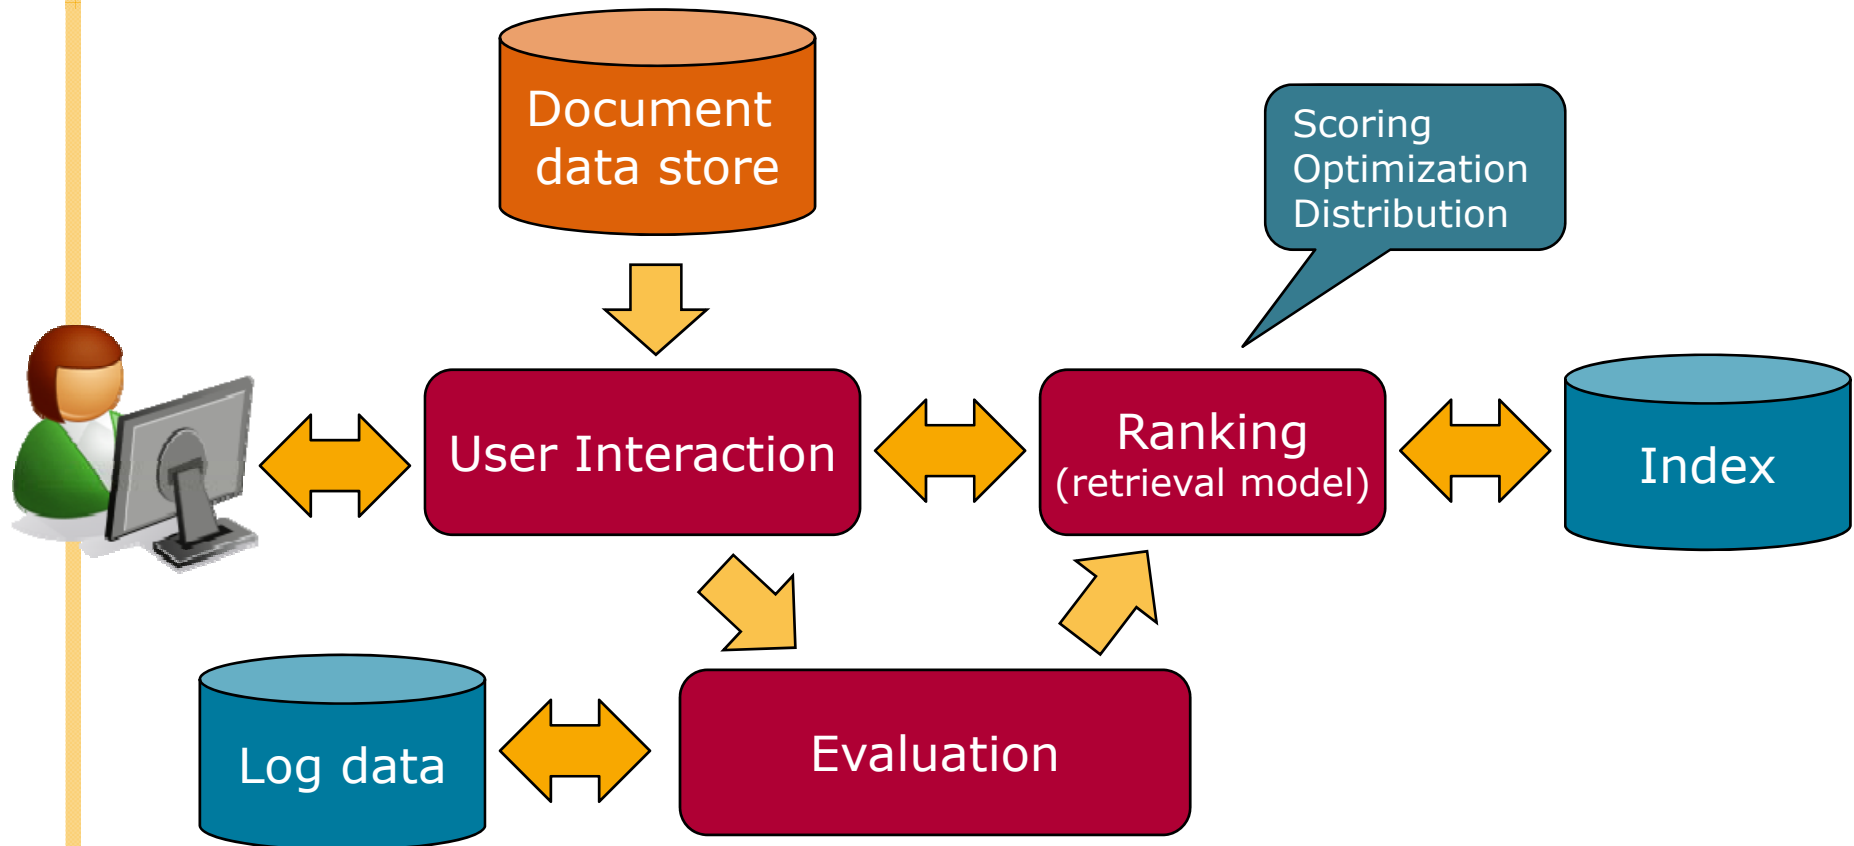 Document
data store
Scoring
Optimization
Distribution
User Interaction
Ranking
(retrieval model)
Index
Log data
Evaluation